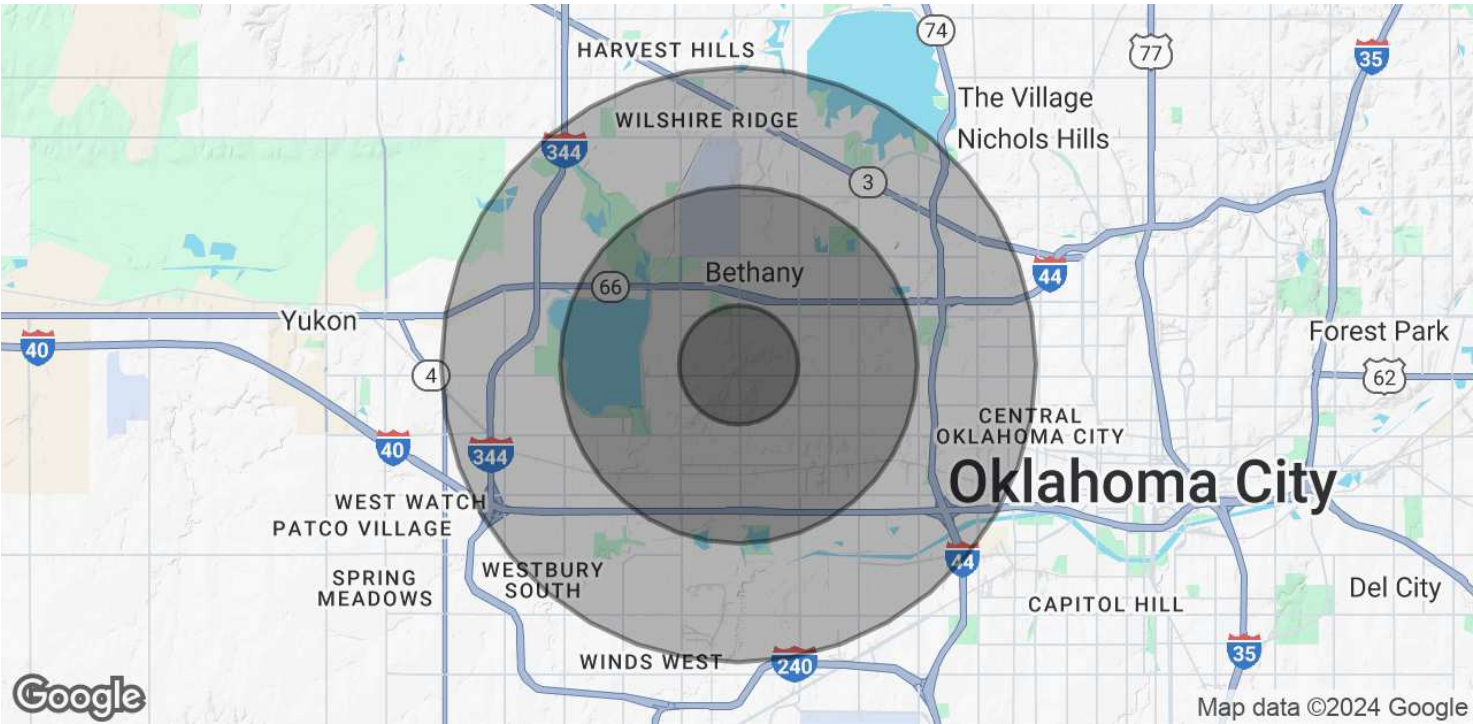 74
77
35
HARVEST HILLS
The Village
WILSHIRE RIDGE
Nichols Hills
344
3
Bethany
44
66
Yukon
Forest Park
40
4
62
CENTRAL
OKLAHOMA CITY
40
344
Oklahoma City
WEST WATCH
PATCO VILLAGE
44
WESTBURY
SOUTH
SPRING
MEADOWS
Del City
CAPITOL HILL
35
WINDS WEST
240
Google
Map data ©2024 Google